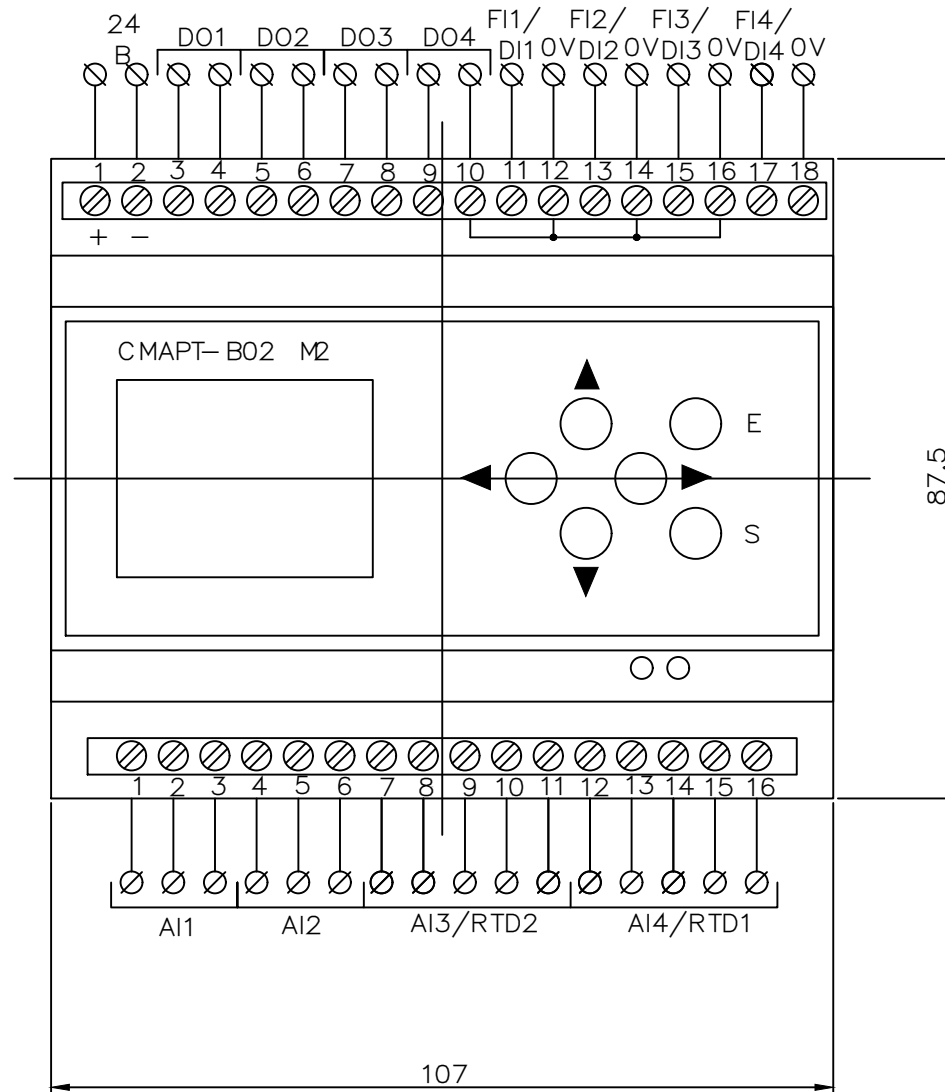 24 В DO1 DO2 DO3 DO4 FI1/ DI1 0V FI2/ DI2 0V FI3/ DI3 0V FI4/ DI4 0V
1 2 3 4 5 6 7 8 9 10 11 12 13 14 15 16 17 18
+ −
СМАРТ-В02 М2
E
87.5
S
1 2 3 4 5 6 7 8 9 10 11 12 13 14 15 16
AI1 AI2 AI3/RTD2 AI4/RTD1
107